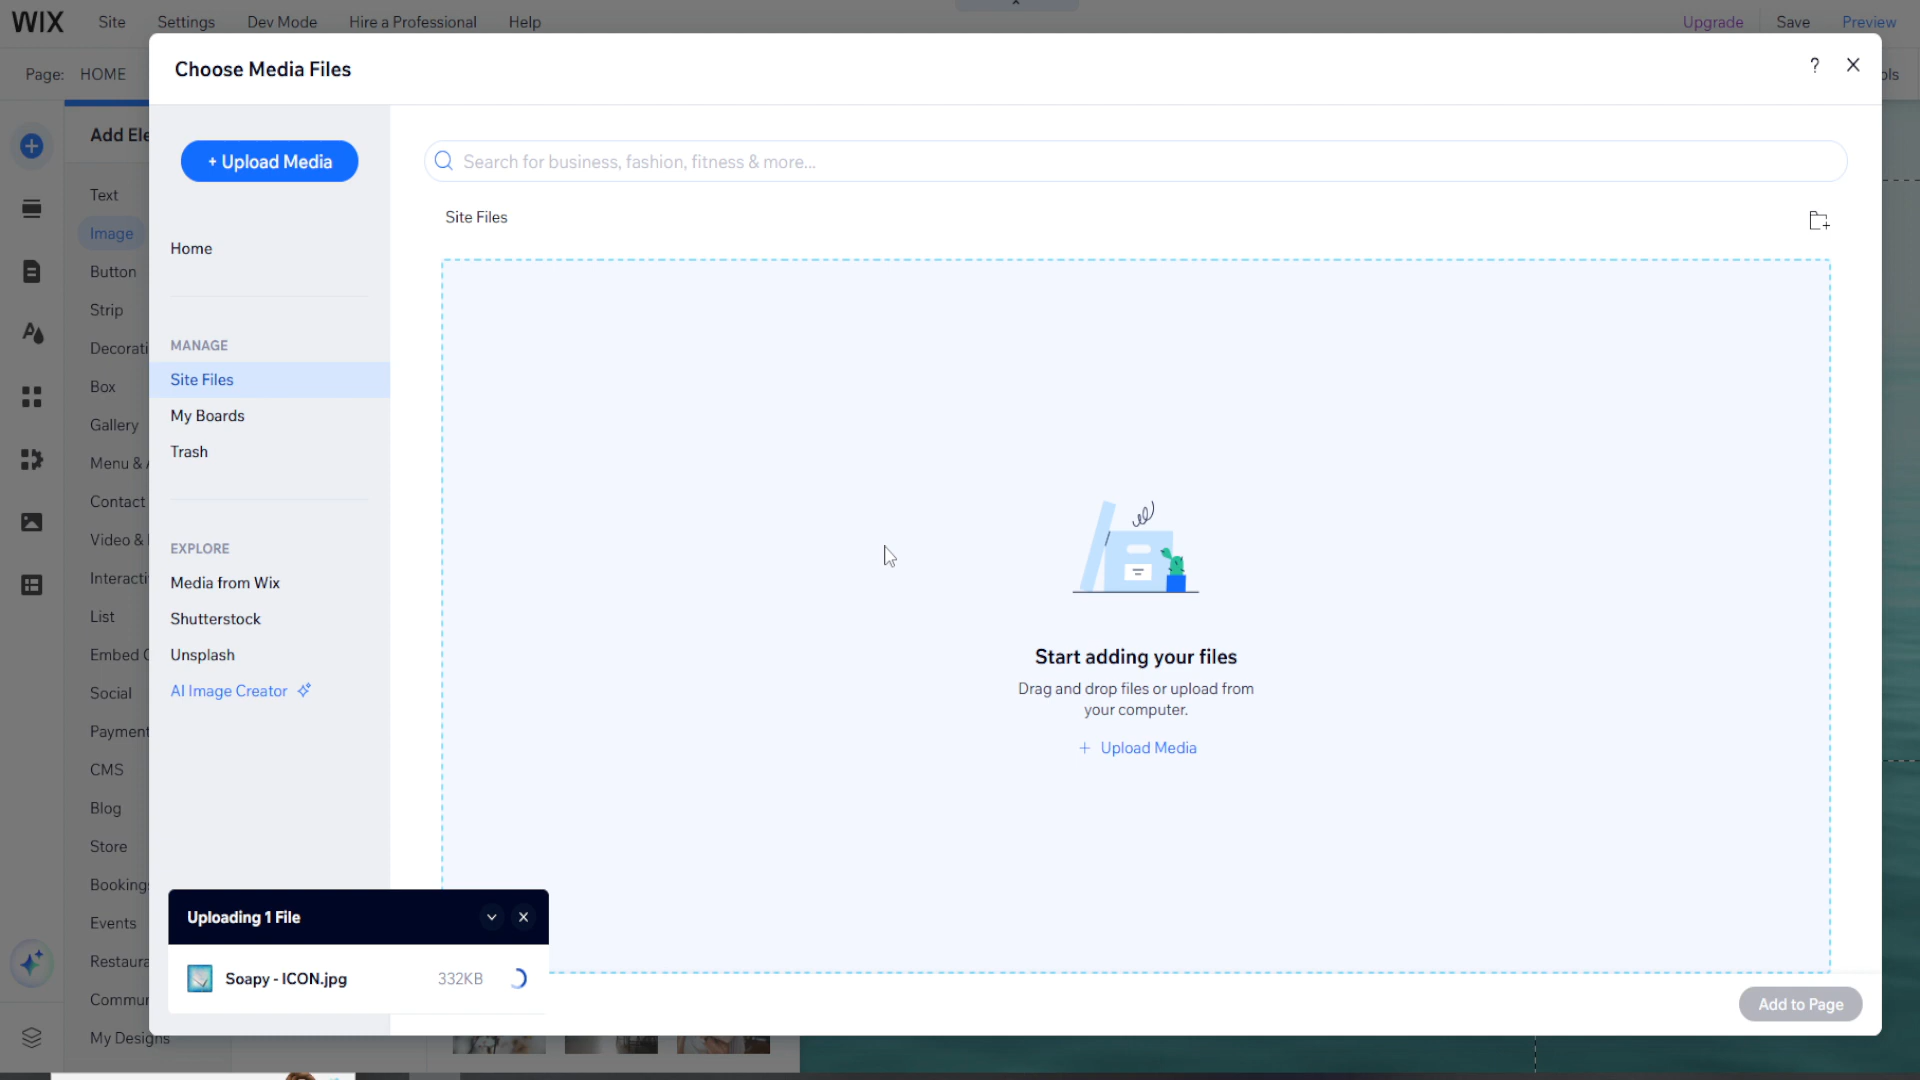 WIX
Site
Settings
Dev Mode
Hire a Professional
Help
Upgrade
Save
Preview
Page: HOME
Choose Media Files
?
Add Ele
Text
Image
Button
Strip
Decorati
Box
Gallery
Menu &
Contact
Video &
Interacti
List
Embed
Social
Payment
CMS
Blog
Store
Booking
Events
Restaura
Commu
My Designs
+ Upload Media
Home
MANAGE
Site Files
My Boards
Trash
EXPLORE
Media from Wix
Shutterstock
Unsplash
AI Image Creator
Search for business, fashion, fitness & more...
Site Files
Start adding your files
Drag and drop files or upload from
your computer.
+ Upload Media
Uploading 1 File
Soapy - ICON.jpg
332KB
Add to Page